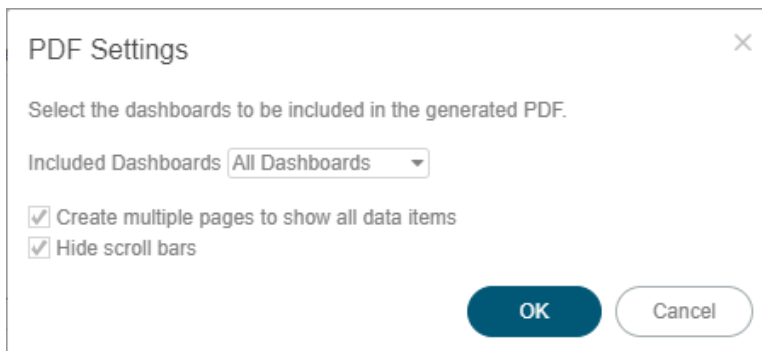 PDF Settings
Select the dashboards to be included in the generated PDF.
Included Dashboards All Dashboards
Create multiple pages to show all data items
Hide scroll bars
OK Cancel